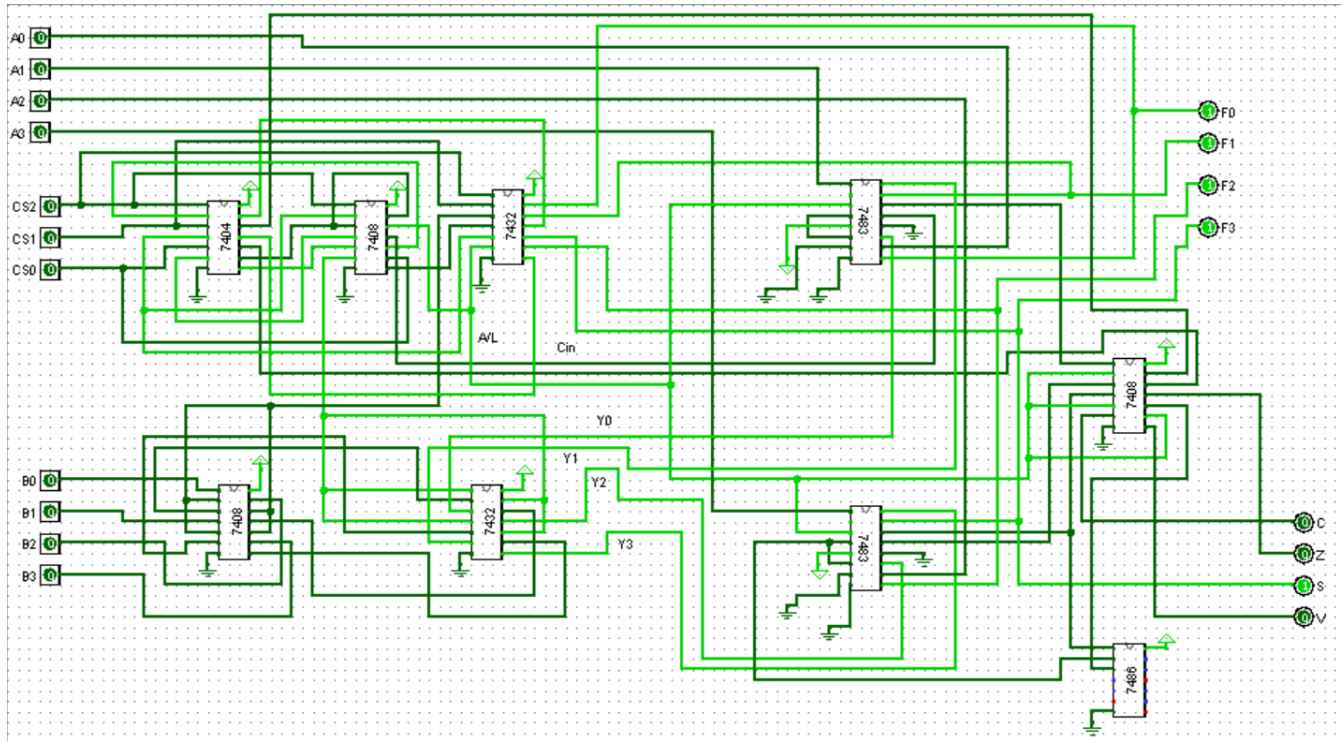 A0 0
A1 0
A2 0
A3 0
1 F0
1 F1
1 F2
1 F3
CS2 0
CS1 0
CS0 0
7404
7408
7432
7483
A/L
Cin
7408
Y0
Y1
Y2
Y3
B0 0
B1 0
B2 0
B3 0
7408
7432
7483
0 C
0 Z
1 S
0 V
7486